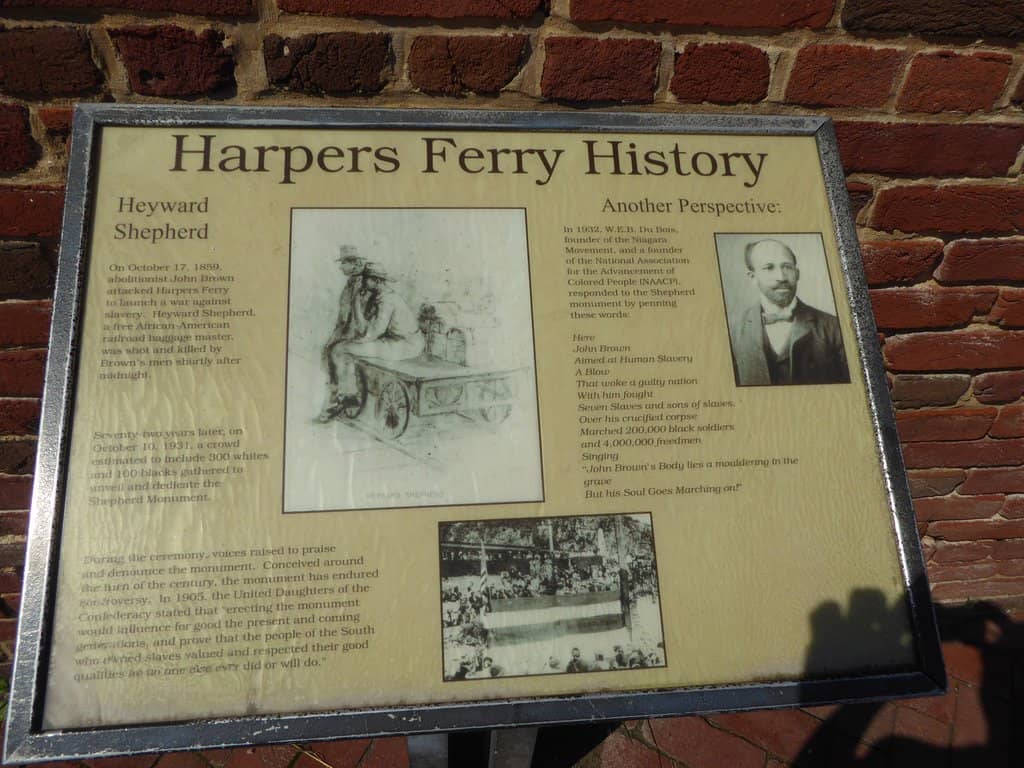 Harpers Ferry History
Heyward
Shepherd
On October 17, 1859,
abolitionist John Brown
attacked Harpers Ferry
to launch a war against
slavery. Heyward Shepherd,
a free African-American
railroad baggage master,
was shot and killed by
Brown's men shortly after
midnight.
Seventy-two years later, on
October 10, 1931, a crowd
estimated to include 300 whites
and 100 blacks gathered to
unveil and dedicate the
Shepherd Monument.
During the ceremony, voices raised to praise
and denounce the monument. Conceived around
the turn of the century, the monument has endured
controversy. In 1905, the United Daughters of the
Confederacy stated that "erecting the monument
would influence for good the present and coming
generations, and prove that the people of the South
who owned slaves valued and respected their good
qualities as no one else ever did or will do."
HEYWARD SHEPHERD
Another Perspective:
In 1932, W.E.B. Du Bois,
founder of the Niagara
Movement, and a founder
of the National Association
for the Advancement of
Colored People (NAACP),
responded to the Shepherd
monument by penning
these words:
Here
John Brown
Aimed at Human Slavery
A Blow
That woke a guilty nation
With him fought
Seven Slaves and sons of slaves.
Over his crucified corpse
Marched 200,000 black soldiers
and 4,000,000 freedmen
Singing
"John Brown's Body lies a mouldering in the
grave
But his Soul Goes Marching on!"